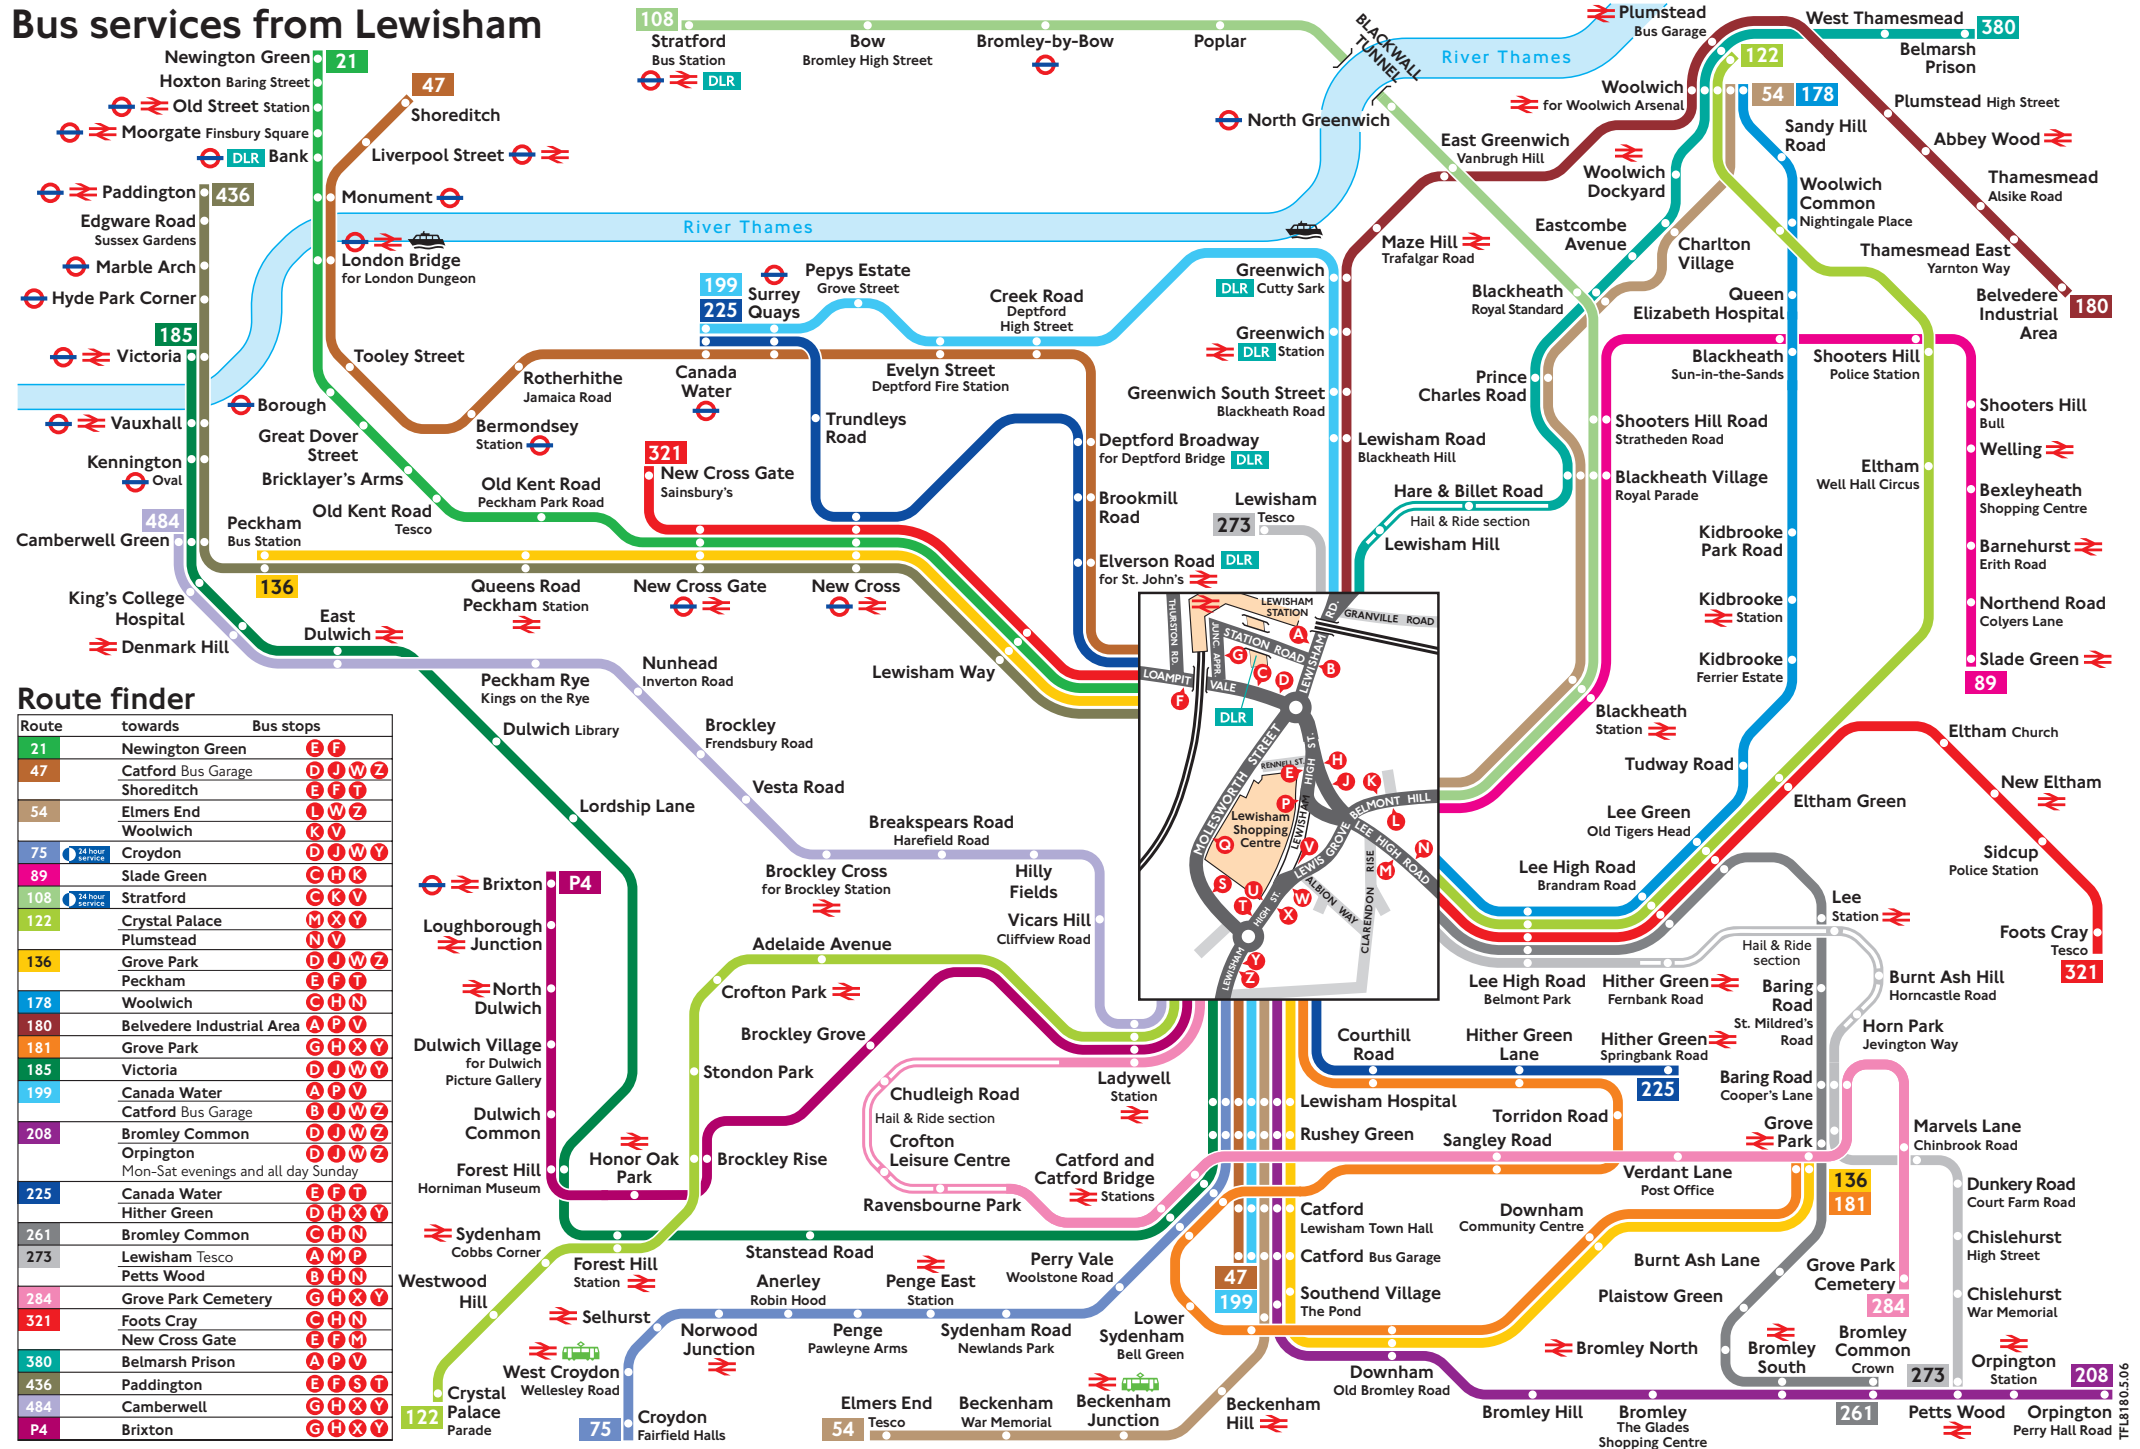 Bus services from Lewisham
108
Stratford
Bus Station
DLR
Bow
Bromley High Street
Bromley-by-Bow
Poplar
BLACKWALL
TUNNEL
River Thames
Plumstead
Bus Garage
West Thamesmead
380
Belmarsh
Prison
122
Newington Green
21
Hoxton Baring Street
Old Street Station
Moorgate Finsbury Square
DLR Bank
47
Shoreditch
Liverpool Street
Monument
London Bridge
for London Dungeon
Paddington
436
Edgware Road
Sussex Gardens
Marble Arch
Hyde Park Corner
185
Victoria
Vauxhall
Kennington
Oval
484
Camberwell Green
River Thames
North Greenwich
Woolwich
for Woolwich Arsenal
54
178
Plumstead High Street
Abbey Wood
Thamesmead
Alsike Road
Thamesmead East
Yarnton Way
Belvedere
Industrial
Area
180
East Greenwich
Vanbrugh Hill
Woolwich
Dockyard
Sandy Hill
Road
Woolwich
Common
Nightingale Place
Eastcombe
Avenue
Charlton
Village
Maze Hill
Trafalgar Road
Blackheath
Royal Standard
Queen
Elizabeth Hospital
Blackheath
Sun-in-the-Sands
Shooters Hill
Police Station
Shooters Hill
Bull
Welling
Bexleyheath
Shopping Centre
Barnehurst
Erith Road
Northend Road
Colyers Lane
Slade Green
89
Eltham
Well Hall Circus
Kidbrooke
Park Road
Kidbrooke
Station
Kidbrooke
Ferrier Estate
199
225
Surrey
Quays
Pepys Estate
Grove Street
Creek Road
Deptford
High Street
Greenwich
DLR Cutty Sark
Greenwich
DLR Station
Greenwich South Street
Blackheath Road
Lewisham Road
Blackheath Hill
Prince
Charles Road
Shooters Hill Road
Stratheden Road
Blackheath Village
Royal Parade
Hare & Billet Road
Hail & Ride section
Lewisham Hill
Tooley Street
Rotherhithe
Jamaica Road
Bermondsey
Station
Canada
Water
Evelyn Street
Deptford Fire Station
Trundleys
Road
Deptford Broadway
for Deptford Bridge DLR
Brookmill
Road
Elverson Road DLR
for St. John's
Lewisham
Tesco
273
Borough
Great Dover
Street
Bricklayer's Arms
Old Kent Road
Tesco
Old Kent Road
Peckham Park Road
321
New Cross Gate
Sainsbury's
Peckham
Bus Station
136
Queens Road
Peckham Station
New Cross Gate
New Cross
Lewisham Way
King's College
Hospital
Denmark Hill
East
Dulwich
Peckham Rye
Kings on the Rye
Nunhead
Inverton Road
Brockley
Frendsbury Road
Vesta Road
Breakspears Road
Harefield Road
Brockley Cross
for Brockley Station
Hilly
Fields
Vicars Hill
Cliffview Road
Dulwich Library
Lordship Lane
LEWISHAM
STATION
THURSTON RD.
JUNC. APPR.
STATION ROAD
LEWISHAM RD.
GRANVILLE ROAD
LOAMPIT VALE
DLR
MOLESWORTH STREET
RENNELL ST.
LEWISHAM HIGH ST.
Lewisham
Shopping
Centre
BELMONT HILL
LEE HIGH ROAD
LEWIS GROVE
ALBION WAY
CLARENDON RISE
HIGH ST.
LEWISHAM
A
B
G
C
D
F
H
E
J
K
P
L
Q
V
N
M
S
U
T
W
X
Y
Z
Blackheath
Station
Tudway Road
Lee Green
Old Tigers Head
Lee High Road
Brandram Road
Eltham Green
Eltham Church
New Eltham
Sidcup
Police Station
Foots Cray
Tesco
321
Lee
Station
Hail & Ride
section
Lee High Road
Belmont Park
Hither Green
Fernbank Road
Baring
Road
St. Mildred's
Road
Burnt Ash Hill
Horncastle Road
Horn Park
Jevington Way
Courthill
Road
Hither Green
Lane
Hither Green
Springbank Road
225
Baring Road
Cooper's Lane
Grove
Park
Marvels Lane
Chinbrook Road
136
181
Dunkery Road
Court Farm Road
Chislehurst
High Street
Chislehurst
War Memorial
Grove Park
Cemetery
284
Lewisham Hospital
Rushey Green
Torridon Road
Sangley Road
Verdant Lane
Post Office
Catford
Lewisham Town Hall
Catford Bus Garage
47
199
Southend Village
The Pond
Downham
Community Centre
Burnt Ash Lane
Plaistow Green
Bromley North
Bromley
South
Bromley
Common
Crown
261
273
Orpington
Station
208
Petts Wood
Orpington
Perry Hall Road
Bromley Hill
Bromley
The Glades
Shopping Centre
Downham
Old Bromley Road
Lower
Sydenham
Bell Green
Beckenham
Hill
Beckenham
Junction
Beckenham
War Memorial
Elmers End
Tesco
54
Brixton
P4
Loughborough
Junction
North
Dulwich
Dulwich Village
for Dulwich
Picture Gallery
Dulwich
Common
Forest Hill
Horniman Museum
Honor Oak
Park
Brockley Rise
Stondon Park
Brockley Grove
Crofton Park
Adelaide Avenue
Ladywell
Station
Chudleigh Road
Hail & Ride section
Crofton
Leisure Centre
Ravensbourne Park
Catford and
Catford Bridge
Stations
Sydenham
Cobbs Corner
Forest Hill
Station
Stanstead Road
Perry Vale
Woolstone Road
Westwood
Hill
Selhurst
West Croydon
Wellesley Road
Norwood
Junction
Anerley
Robin Hood
Penge
Pawleyne Arms
Penge East
Station
Sydenham Road
Newlands Park
Crystal
Palace
Parade
122
75
Croydon
Fairfield Halls
TFL8180.5.06
Route finder
Route towards Bus stops
21 Newington Green E F
47 Catford Bus Garage D J W Z
Shoreditch E F T
54 Elmers End L W Z
Woolwich K V
75 24 hour service Croydon D J W Y
89 Slade Green C H K
108 24 hour service Stratford C K V
122 Crystal Palace M X Y
Plumstead N V
136 Grove Park D J W Z
Peckham E F T
178 Woolwich C H N
180 Belvedere Industrial Area A P V
181 Grove Park G H X Y
185 Victoria D J W Y
199 Canada Water A P V
Catford Bus Garage B J W Z
208 Bromley Common D J W Z
Orpington D J W Z
Mon-Sat evenings and all day Sunday
225 Canada Water E F T
Hither Green D H X Y
261 Bromley Common C H N
273 Lewisham Tesco A M P
Petts Wood B H N
284 Grove Park Cemetery G H X Y
321 Foots Cray C H N
New Cross Gate E F M
380 Belmarsh Prison A P V
436 Paddington E F S T
484 Camberwell G H X Y
P4 Brixton G H X Y